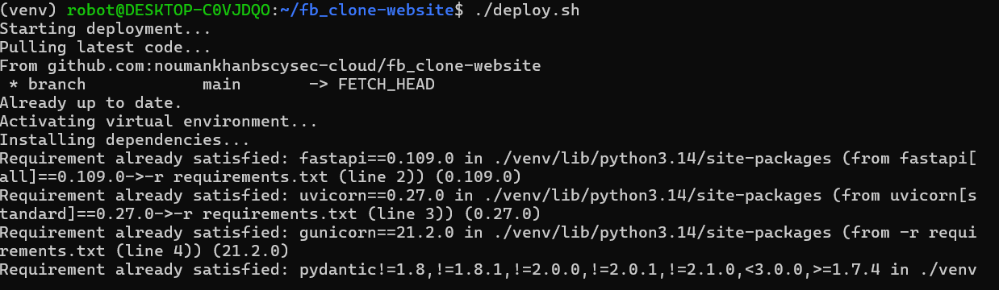 (venv) robot@DESKTOP-C0VJDQO:~/fb_clone-website$ ./deploy.sh
Starting deployment...
Pulling latest code...
From github.com:noumankhanbscysec-cloud/fb_clone-website
 * branch            main       -> FETCH_HEAD
Already up to date.
Activating virtual environment...
Installing dependencies...
Requirement already satisfied: fastapi==0.109.0 in ./venv/lib/python3.14/site-packages (from fastapi[
all]==0.109.0->-r requirements.txt (line 2)) (0.109.0)
Requirement already satisfied: uvicorn==0.27.0 in ./venv/lib/python3.14/site-packages (from uvicorn[s
tandard]==0.27.0->-r requirements.txt (line 3)) (0.27.0)
Requirement already satisfied: gunicorn==21.2.0 in ./venv/lib/python3.14/site-packages (from -r requi
rements.txt (line 4)) (21.2.0)
Requirement already satisfied: pydantic!=1.8,!=1.8.1,!=2.0.0,!=2.0.1,!=2.1.0,<3.0.0,>=1.7.4 in ./venv